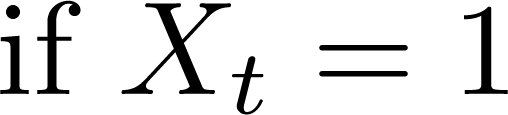 if $X_t = 1$